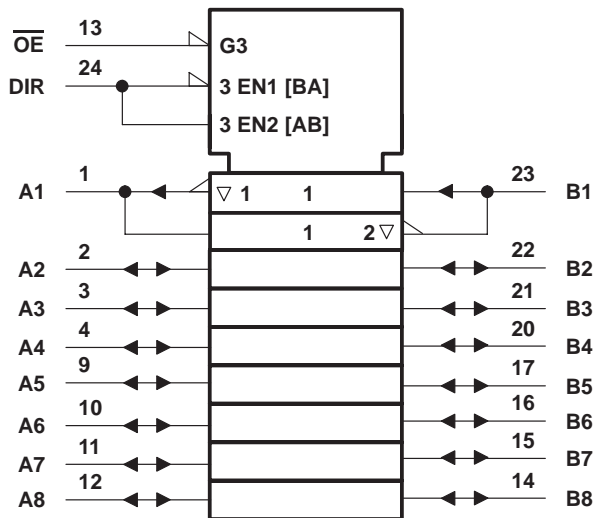 OE 13 G3
DIR 24 3 EN1 [BA]
3 EN2 [AB]
A1 1 ▽ 1 1 23 B1
1 2 ▽
A2 2 22 B2
A3 3 21 B3
A4 4 20 B4
A5 9 17 B5
A6 10 16 B6
A7 11 15 B7
A8 12 14 B8